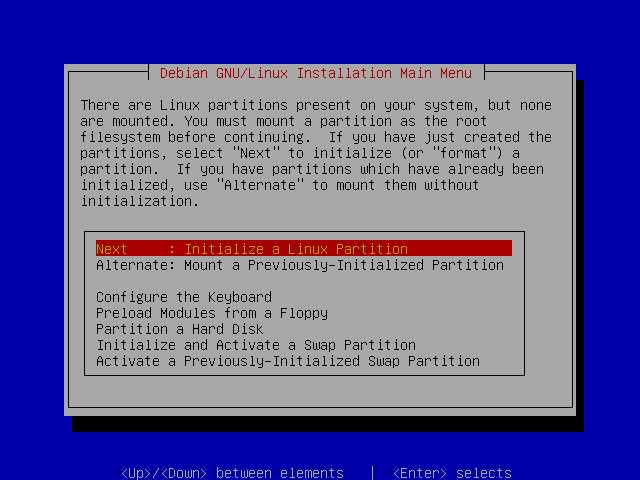 Debian GNU/Linux Installation Main Menu
There are Linux partitions present on your system, but none
are mounted. You must mount a partition as the root
filesystem before continuing.  If you have just created the
partitions, select "Next" to initialize (or "format") a
partition.  If you have partitions which have already been
initialized, use "Alternate" to mount them without
initialization.
Next     : Initialize a Linux Partition
Alternate: Mount a Previously-Initialized Partition
Configure the Keyboard
Preload Modules from a Floppy
Partition a Hard Disk
Initialize and Activate a Swap Partition
Activate a Previously-Initialized Swap Partition
<Up>/<Down> between elements   |  <Enter> selects